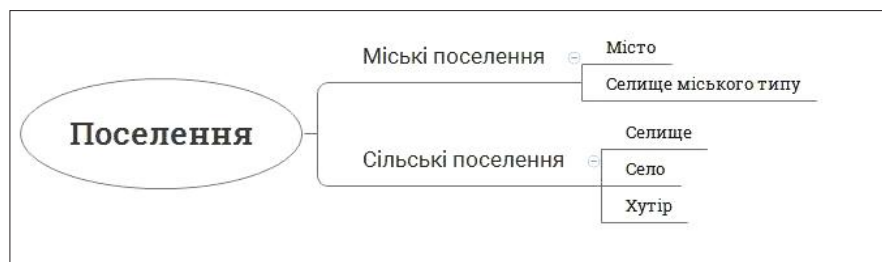 Поселення
Міські поселення
Місто
Селище міського типу
Сільські поселення
Селище
Село
Хутір